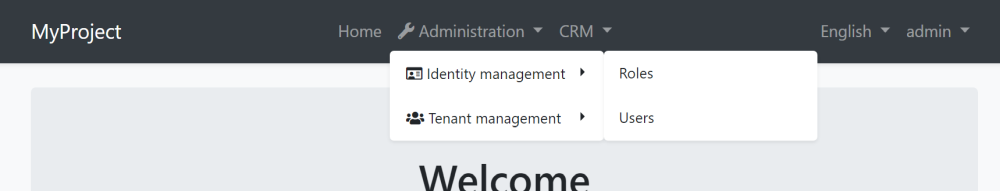 MyProject Home Administration CRM English admin
Identity management Roles
Tenant management Users
Welcome